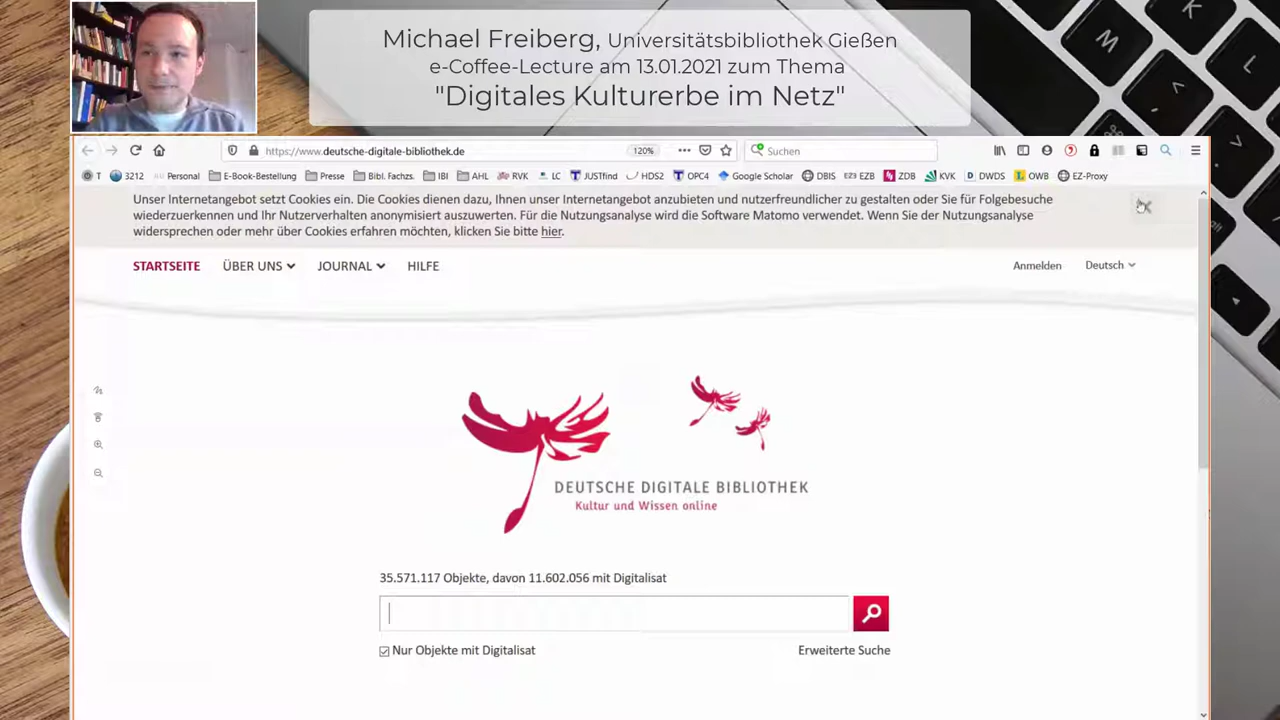 Michael Freiberg, Universitätsbibliothek Gießen
e-Coffee-Lecture am 13.01.2021 zum Thema
"Digitales Kulturerbe im Netz"
https://www.deutsche-digitale-bibliothek.de
120%
Suchen
T 3212 Personal E-Book-Bestellung Presse Bibl. Fachzs. IBI AHL RVK LC JUSTfind HDS2 OPC4 Google Scholar DBIS EZB ZDB KVK DWDS OWB EZ-Proxy
Unser Internetangebot setzt Cookies ein. Die Cookies dienen dazu, Ihnen unser Internetangebot anzubieten und nutzerfreundlicher zu gestalten oder Sie für Folgebesuche
wiederzuerkennen und Ihr Nutzerverhalten anonymisiert auszuwerten. Für die Nutzungsanalyse wird die Software Matomo verwendet. Wenn Sie der Nutzungsanalyse
widersprechen oder mehr über Cookies erfahren möchten, klicken Sie bitte hier.
STARTSEITE ÜBER UNS JOURNAL HILFE Anmelden Deutsch
DEUTSCHE DIGITALE BIBLIOTHEK
Kultur und Wissen online
35.571.117 Objekte, davon 11.602.056 mit Digitalisat
Nur Objekte mit Digitalisat Erweiterte Suche